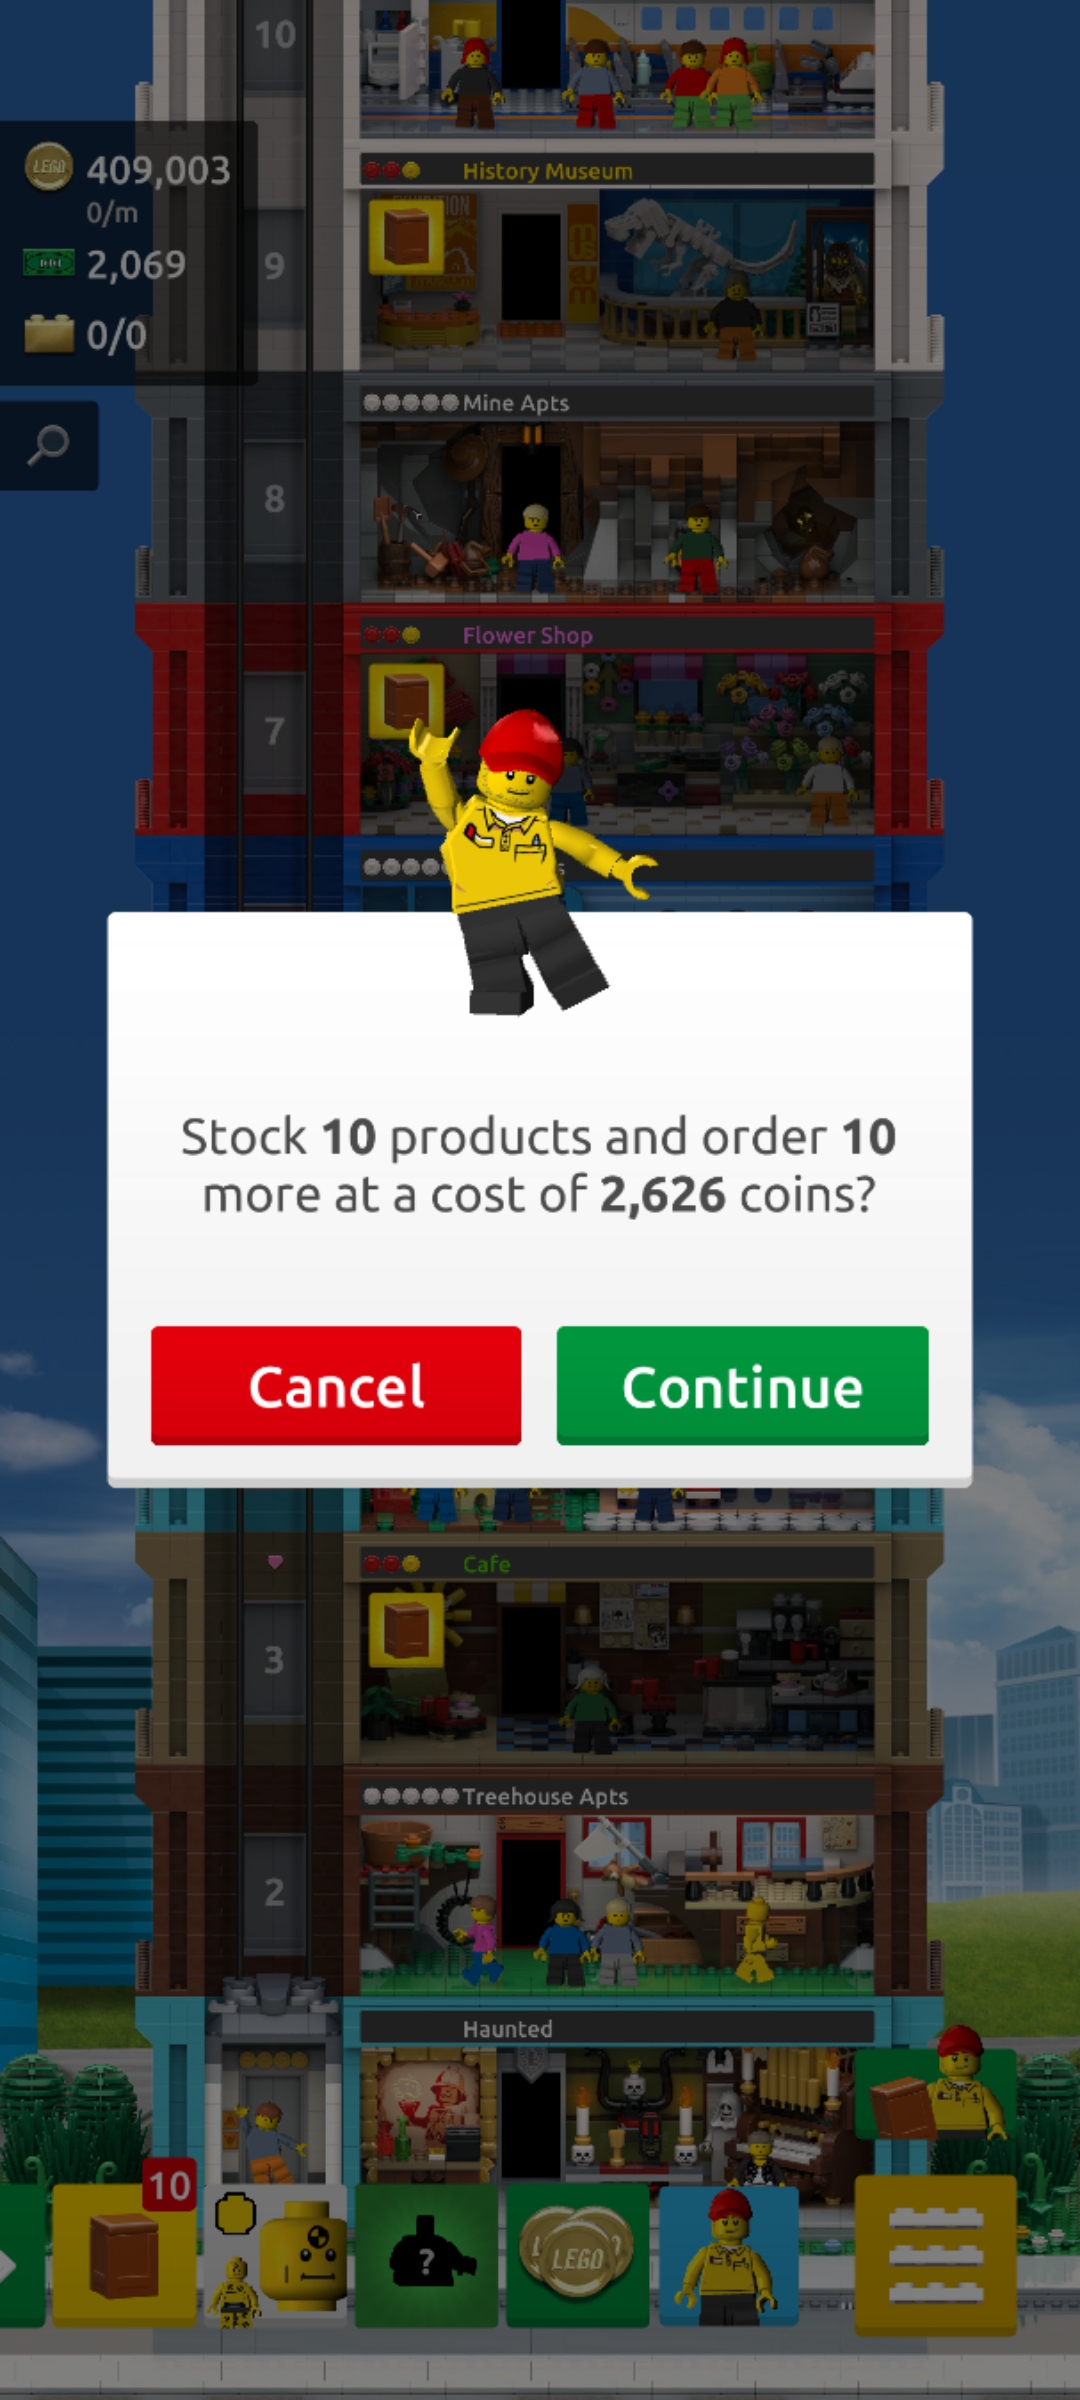 10
LEGO 409,003
0/m
2,069
0/0
History Museum
9
Mine Apts
8
Flower Shop
7
Stock 10 products and order 10
more at a cost of 2,626 coins?
Cancel
Continue
Cafe
3
Treehouse Apts
2
Haunted
10
?
LEGO